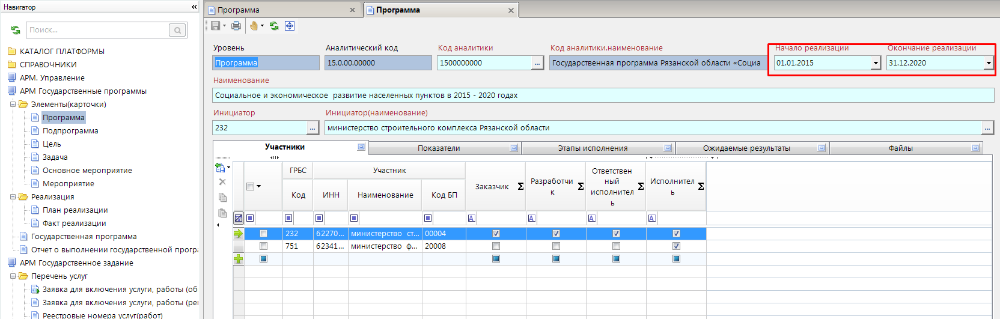 Навигатор
«
Поиск...
КАТАЛОГ ПЛАТФОРМЫ
СПРАВОЧНИКИ
АРМ. Управление
АРМ Государственные программы
Элементы(карточки)
Программа
Подпрограмма
Цель
Задача
Основное мероприятие
Мероприятие
Реализация
План реализации
Факт реализации
Государственная программа
Отчет о выполнении государственной програ
АРМ Государственное задание
Перечень услуг
Заявка для включения услуги, работы (об
Заявка для включения услуги, работы (рег
Реестровые номера услуг(работ)
Программа
Программа
Уровень Аналитический код Код аналитики Код аналитики.наименование Начало реализации Окончание реализации
Программа 15.0.00.00000 1500000000 ... Государственная программа Рязанской области «Социа 01.01.2015 31.12.2020
Наименование
Социальное и экономическое развитие населенных пунктов в 2015 - 2020 годах
Инициатор Инициатор(наименование)
232 ... министерство строительного комплекса Рязанской области ...
Участники Показатели Этапы исполнения Ожидаемые результаты Файлы
ГРБС Участник
Заказчик Σ Разработчи
к Σ Ответствен
ный
исполнител
ь Σ Исполнител
ь Σ
Код ИНН Наименование Код БП
A A A A
232 62270... министерство ст... 00004
751 62341... министерство ф... 20008